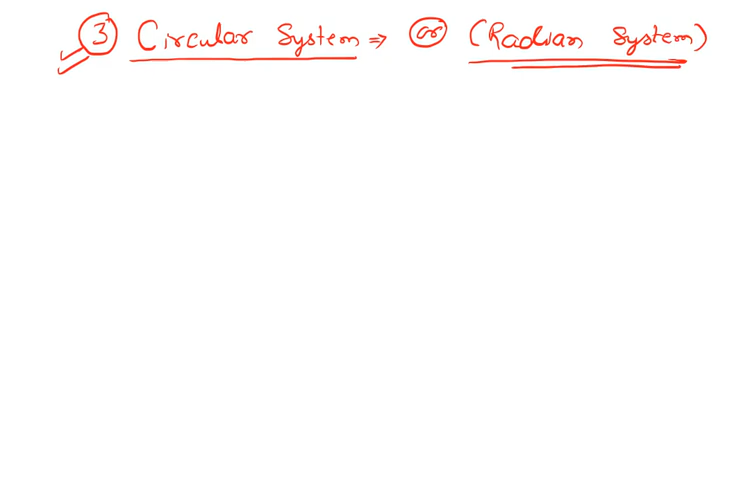 3 Circular System ⇒ or (Radian System)